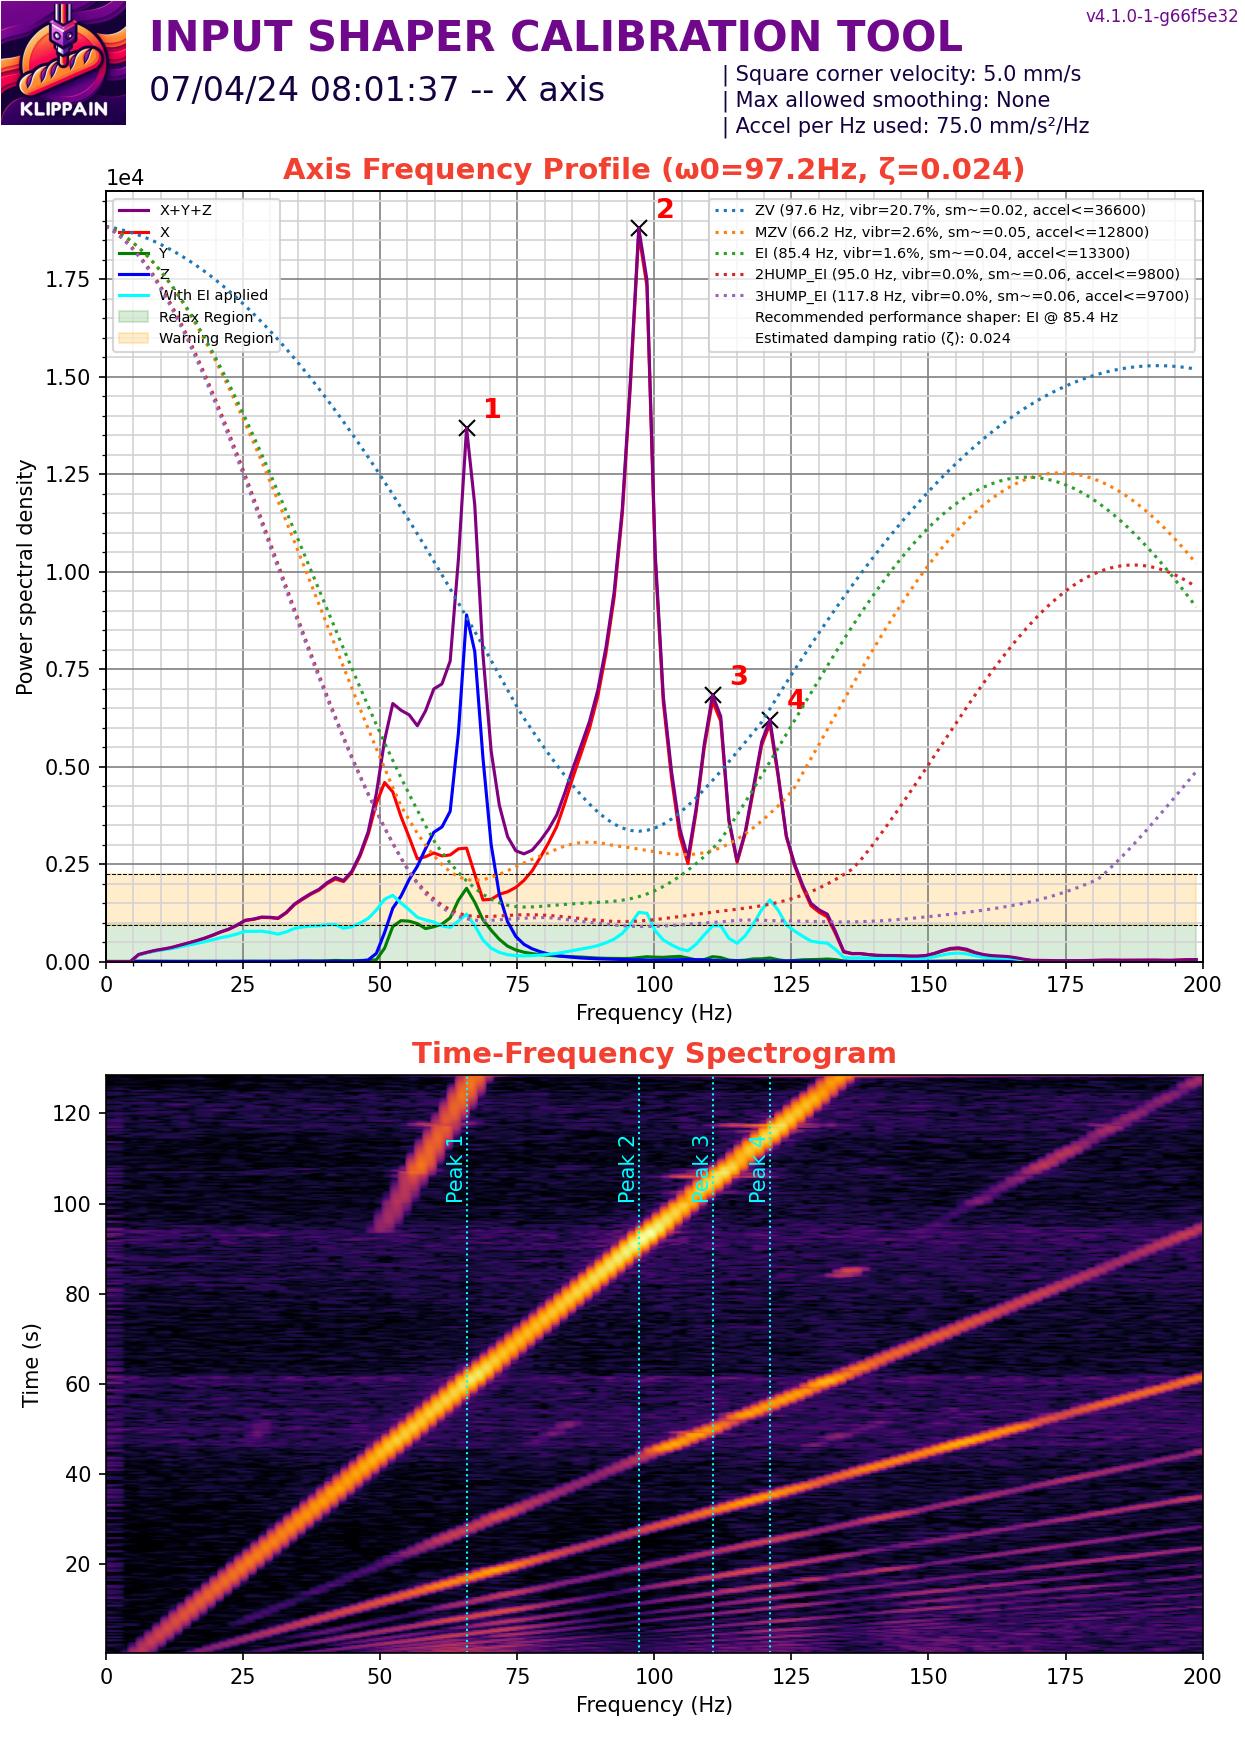 v4.1.0-1-g66f5e32
INPUT SHAPER CALIBRATION TOOL
07/04/24 08:01:37 -- X axis
| Square corner velocity: 5.0 mm/s
| Max allowed smoothing: None
| Accel per Hz used: 75.0 mm/s²/Hz
KLIPPAIN
Axis Frequency Profile (ω0=97.2Hz, ζ=0.024)
1e4
X+Y+Z
X
Y
Z
With EI applied
Relax Region
Warning Region
ZV (97.6 Hz, vibr=20.7%, sm~=0.02, accel<=36600)
MZV (66.2 Hz, vibr=2.6%, sm~=0.05, accel<=12800)
EI (85.4 Hz, vibr=1.6%, sm~=0.04, accel<=13300)
2HUMP_EI (95.0 Hz, vibr=0.0%, sm~=0.06, accel<=9800)
3HUMP_EI (117.8 Hz, vibr=0.0%, sm~=0.06, accel<=9700)
Recommended performance shaper: EI @ 85.4 Hz
Estimated damping ratio (ζ): 0.024
1
2
3
4
Power spectral density
1.75
1.50
1.25
1.00
0.75
0.50
0.25
0.00
0 25 50 75 100 125 150 175 200
Frequency (Hz)
Time-Frequency Spectrogram
Time (s)
120
100
80
60
40
20
Peak 1
Peak 2
Peak 3
Peak 4
0 25 50 75 100 125 150 175 200
Frequency (Hz)